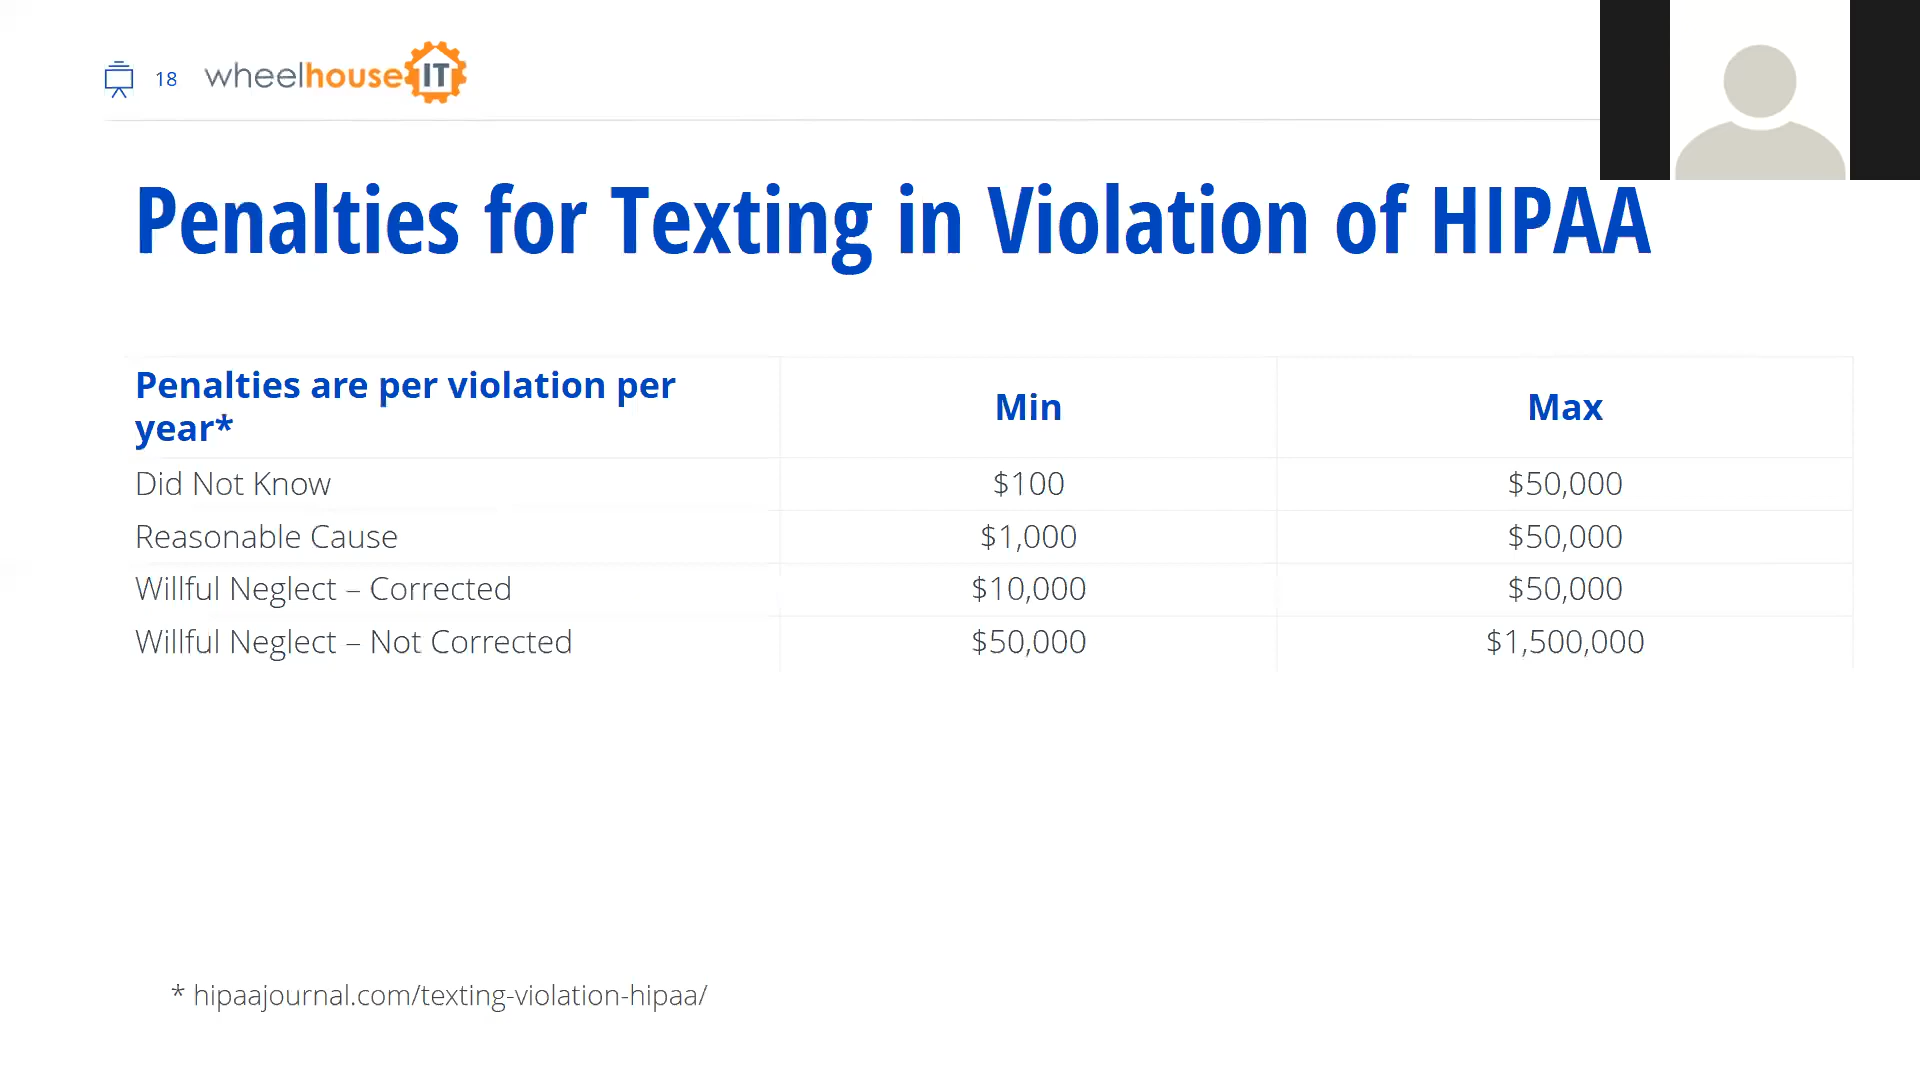 18 wheelhouse IT
Penalties for Texting in Violation of HIPAA
Penalties are per violation per
year*
Min Max
Did Not Know $100 $50,000
Reasonable Cause $1,000 $50,000
Willful Neglect – Corrected $10,000 $50,000
Willful Neglect – Not Corrected $50,000 $1,500,000
* hipaajournal.com/texting-violation-hipaa/